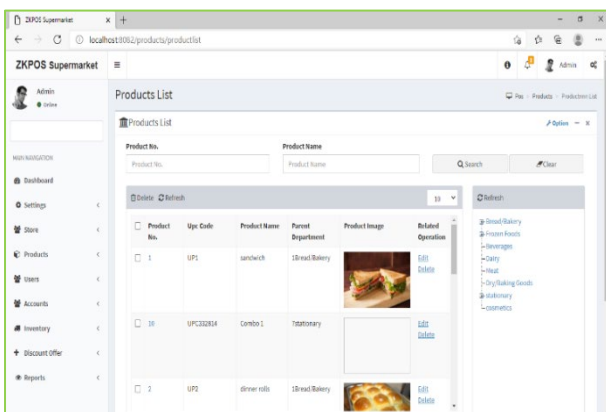 ZKPOS Supermarket
localhost:8082/products/productlist
ZKPOS Supermarket
Admin
Admin
Online
Products List
Pos > Products > Production List
Products List
Option
Product No.
Product Name
Product No.
Product Name
Search
Clear
MAIN NAVIGATION
Dashboard
Settings
Store
Products
Users
Accounts
Inventory
Discount Offer
Reports
Delete Refresh
10
Product No. Upc Code Product Name Parent Department Product Image Related Operation
1 UP1 sandwich 1Bread/Bakery Edit
Delete
10 UPC332814 Combo 1 7stationary Edit
Delete
2 UP2 dinner rolls 1Bread/Bakery Edit
Delete
Refresh
Bread/Bakery
Frozen Foods
Beverages
Dairy
Meat
Dry/Baking Goods
stationary
cosmetics